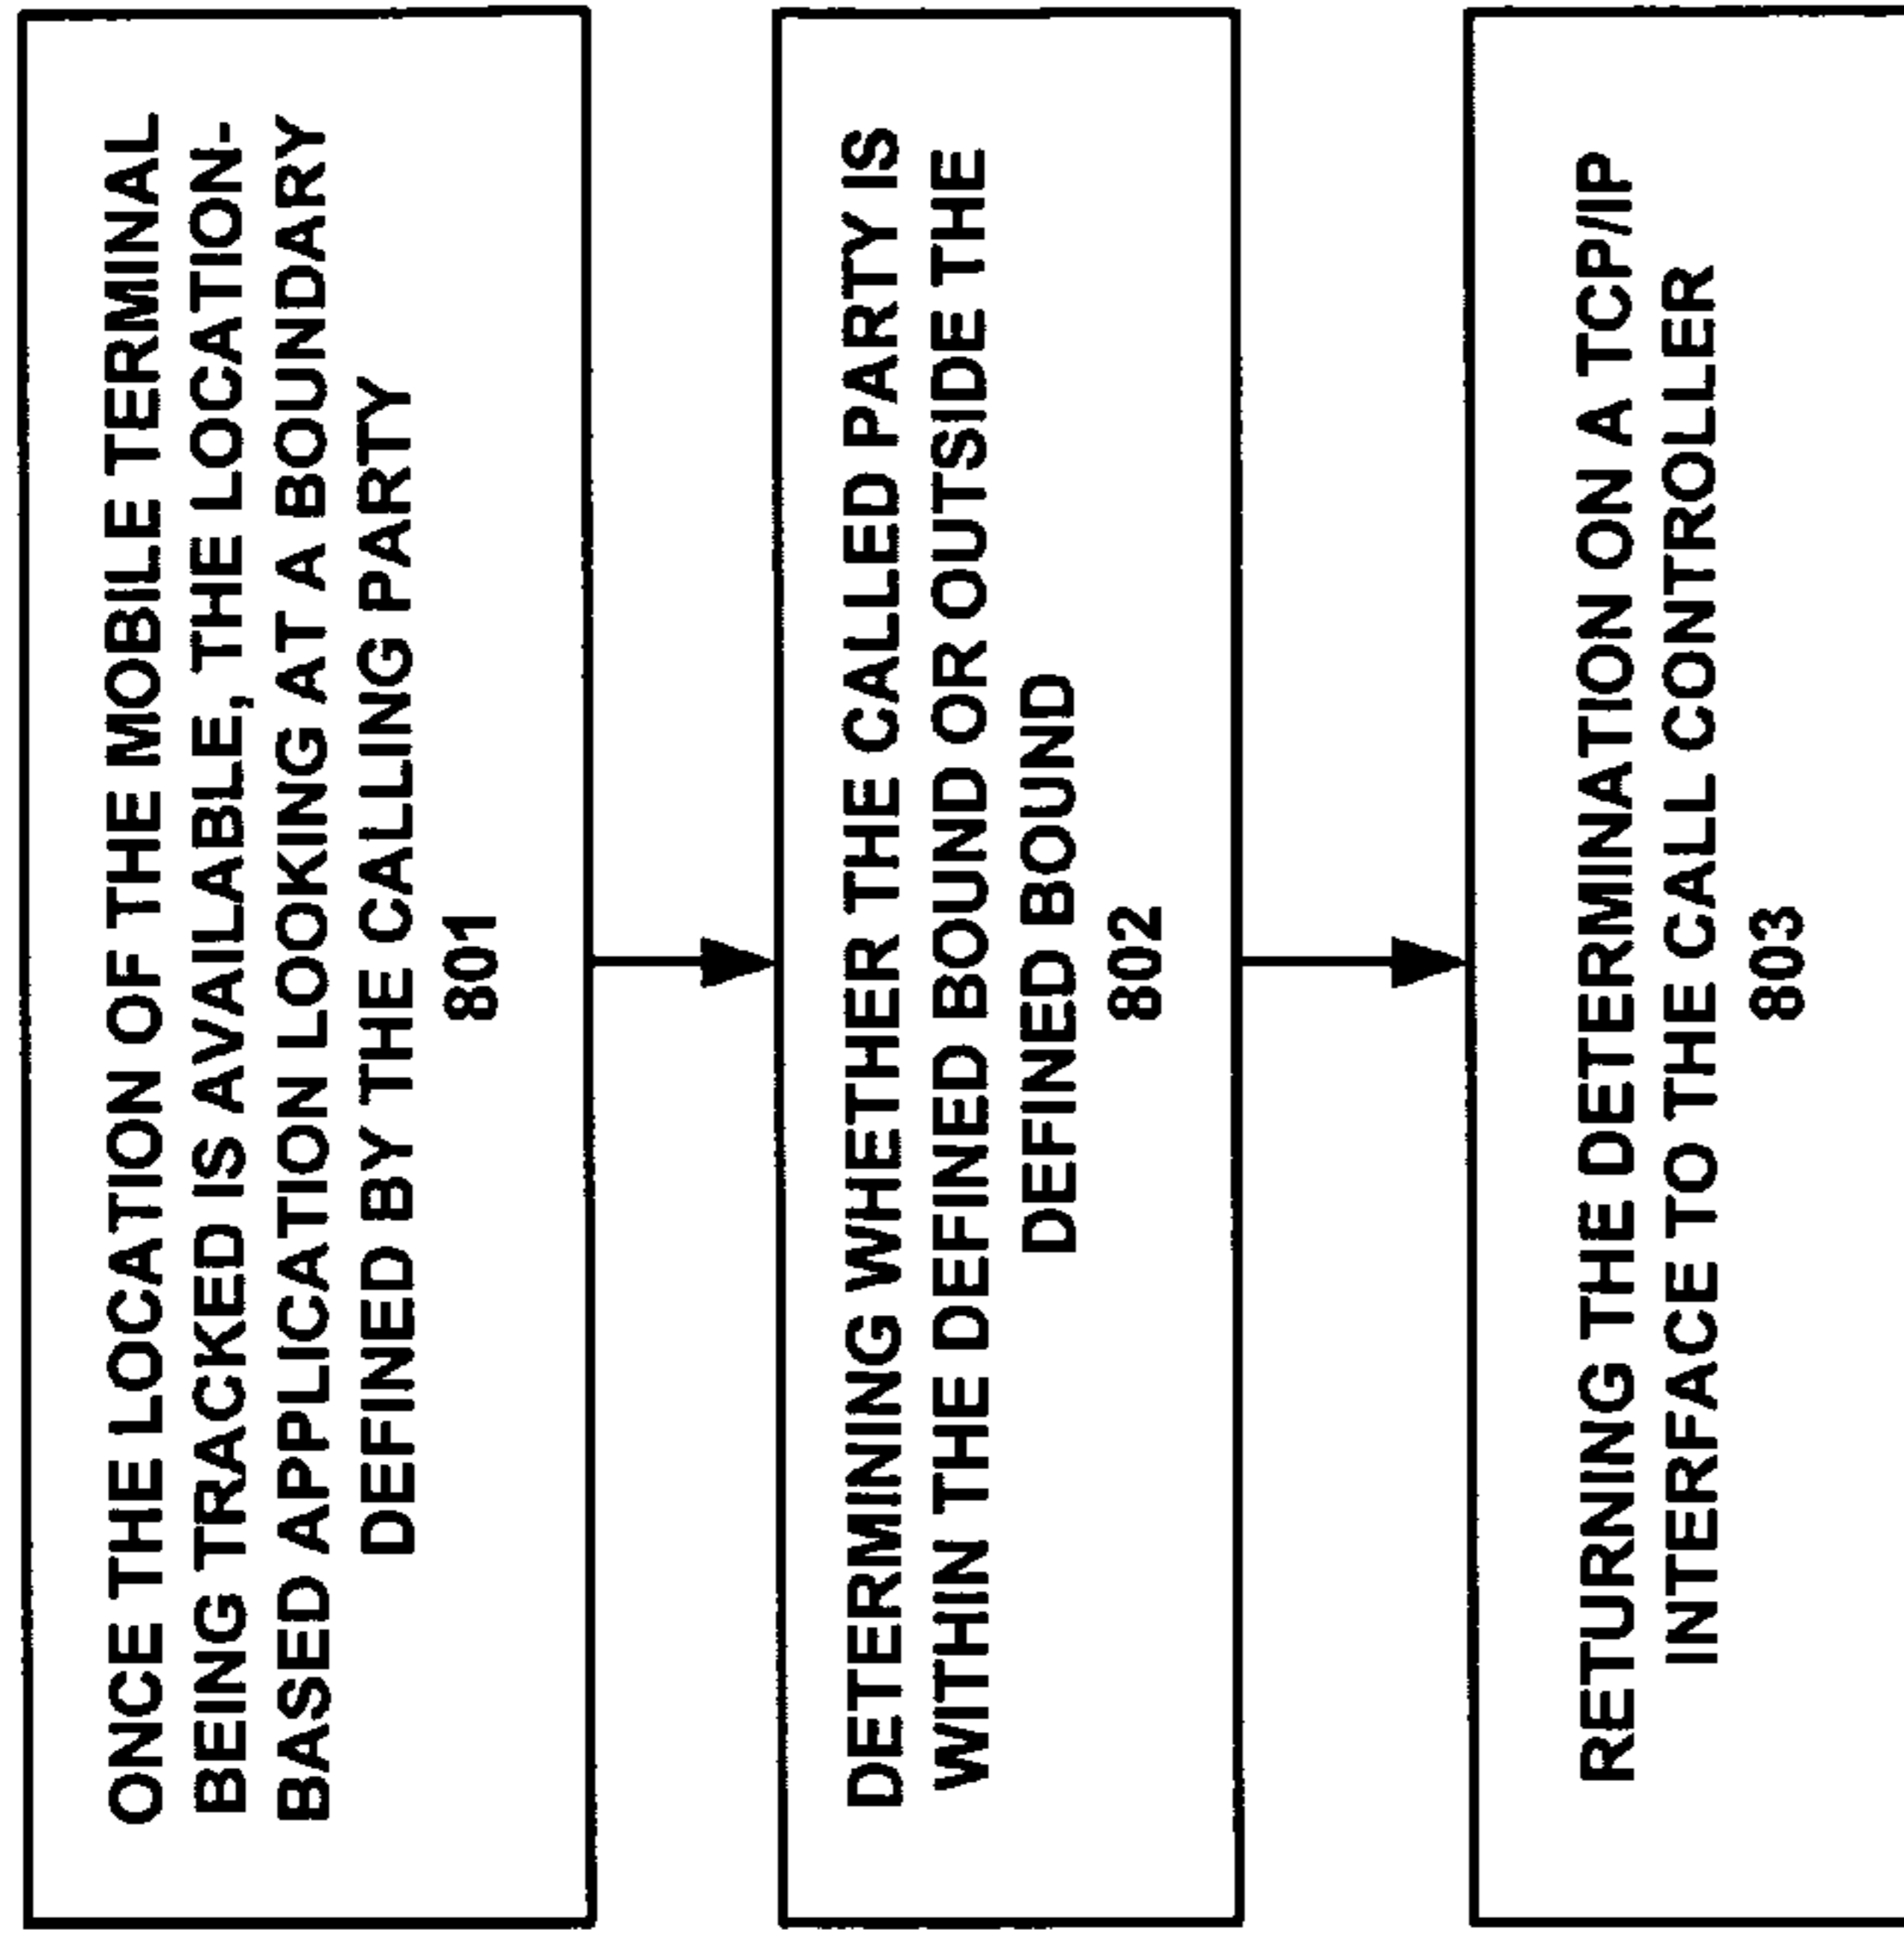 ONCE THE LOCATION OF THE MOBILE TERMINAL
BEING TRACKED IS AVAILABLE, THE LOCATION-
BASED APPLICATION LOOKING AT A BOUNDARY
DEFINED BY THE CALLING PARTY
801
DETERMINING WHETHER THE CALLED PARTY IS
WITHIN THE DEFINED BOUND OR OUTSIDE THE
DEFINED BOUND
802
RETURNING THE DETERMINATION ON A TCP/IP
INTERFACE TO THE CALL CONTROLLER
803